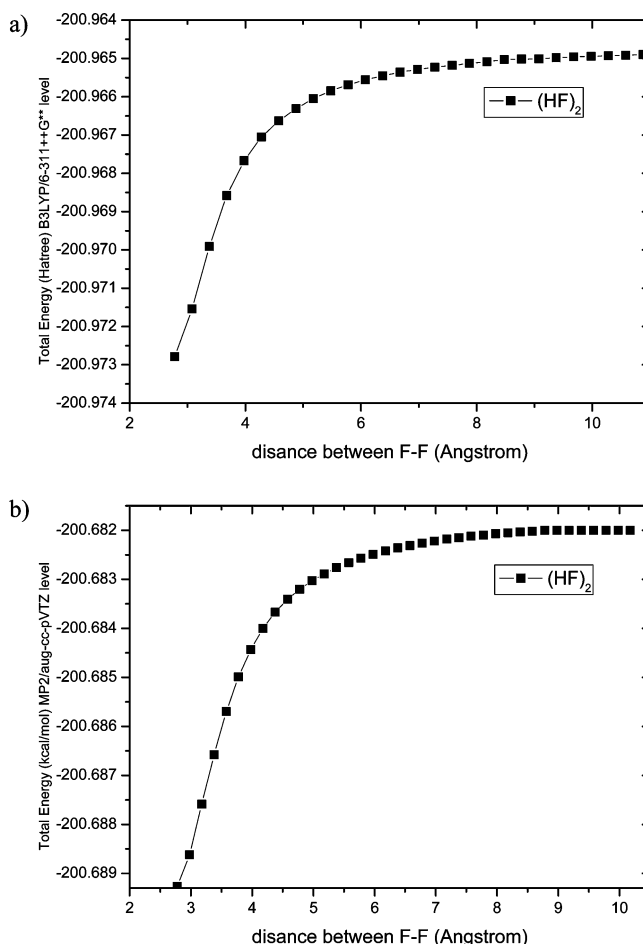 a)
-200.964
-200.965
-200.966
-200.967
-200.968
-200.970
-200.971
-200.972
-200.973
-200.974
Total Energy (Hatree) B3LYP/6-311++G** level
(HF)2
2 4 6 8 10
disance between F-F (Angstrom)
b)
-200.682
-200.683
-200.684
-200.685
-200.686
-200.687
-200.688
-200.689
Total Energy (kcal/mol) MP2/aug-cc-pVTZ level
(HF)2
2 3 4 5 6 7 8 9 10
disance between F-F (Angstrom)